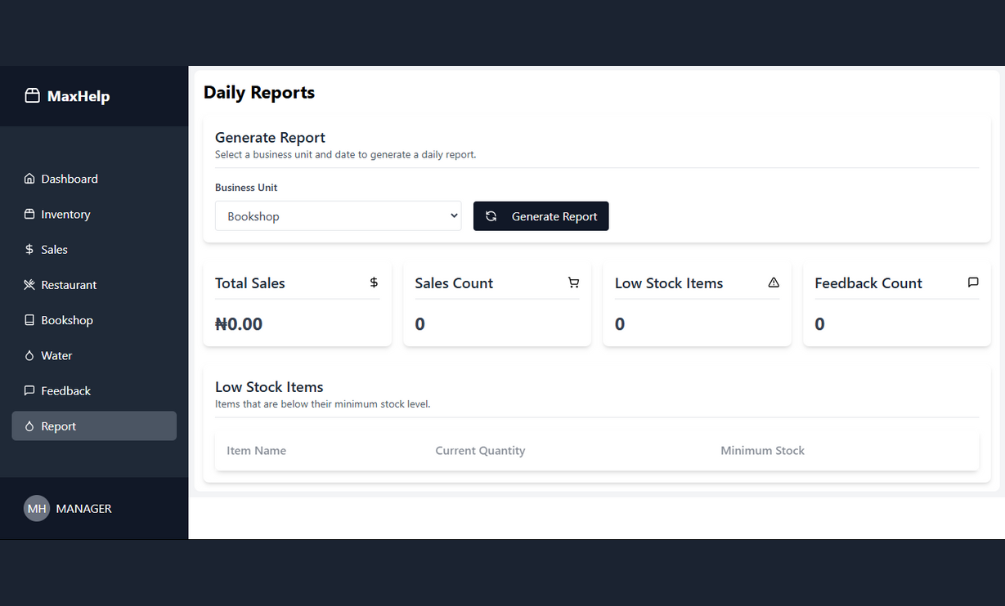 MaxHelp
Dashboard
Inventory
Sales
Restaurant
Bookshop
Water
Feedback
Report
MH MANAGER
Daily Reports
Generate Report
Select a business unit and date to generate a daily report.
Business Unit
Bookshop Generate Report
Total Sales $ Sales Count Low Stock Items Feedback Count
₦0.00 0 0 0
Low Stock Items
Items that are below their minimum stock level.
Item Name Current Quantity Minimum Stock